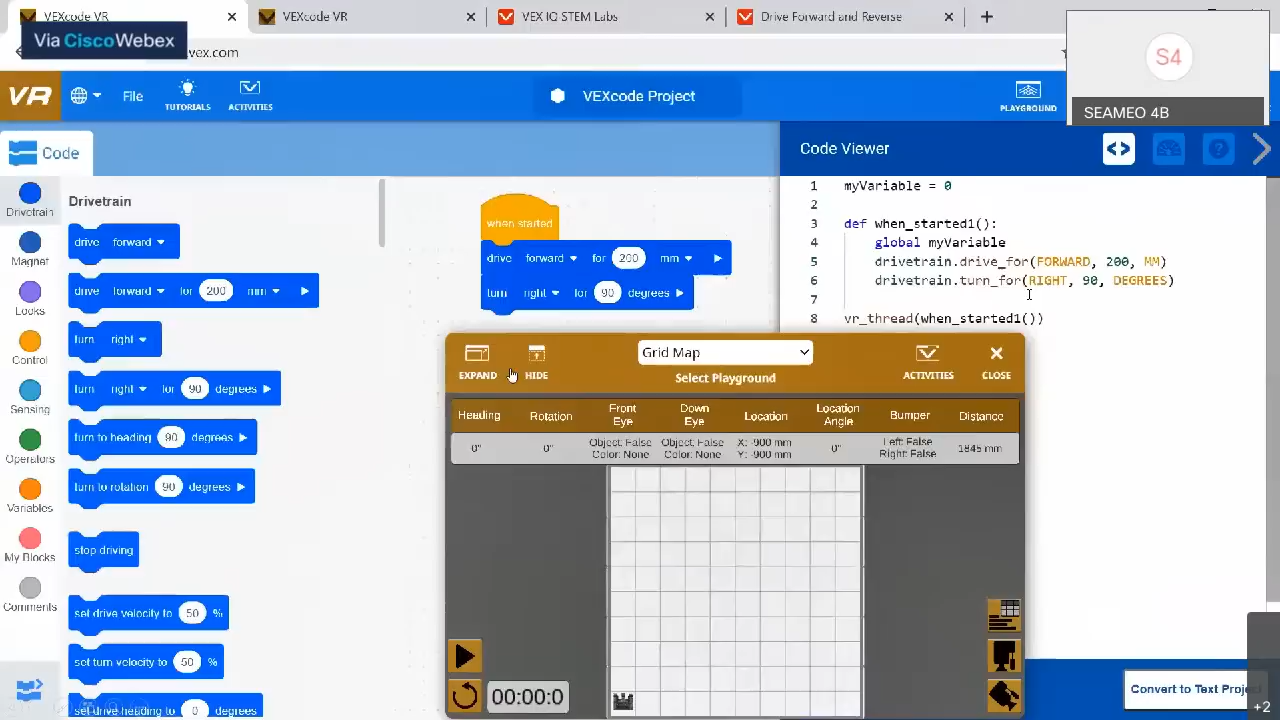 VEXcode VR
VEXcode VR
VEX IQ STEM Labs
Drive Forward and Reverse
Via CiscoWebex
vex.com
S4
SEAMEO 4B
VR
File
TUTORIALS
ACTIVITIES
VEXcode Project
PLAYGROUND
Code
Code Viewer
Drivetrain
Magnet
Looks
Control
Sensing
Operators
Variables
My Blocks
Comments
Drivetrain
drive forward
drive forward for 200 mm
turn right
turn right for 90 degrees
turn to heading 90 degrees
turn to rotation 90 degrees
stop driving
set drive velocity to 50 %
set turn velocity to 50 %
set drive heading to 0 degrees
when started
drive forward for 200 mm
turn right for 90 degrees
1 myVariable = 0
2
3 def when_started1():
4 global myVariable
5 drivetrain.drive_for(FORWARD, 200, MM)
6 drivetrain.turn_for(RIGHT, 90, DEGREES)
7
8 vr_thread(when_started1())
EXPAND
HIDE
Grid Map
Select Playground
ACTIVITIES
CLOSE
Heading Rotation Front Eye Down Eye Location Location Angle Bumper Distance
0° 0° Object: False Color: None Object: False Color: None X: -900 mm Y: -900 mm 0° Left: False Right: False 1845 mm
00:00:0
Convert to Text Proje
+2